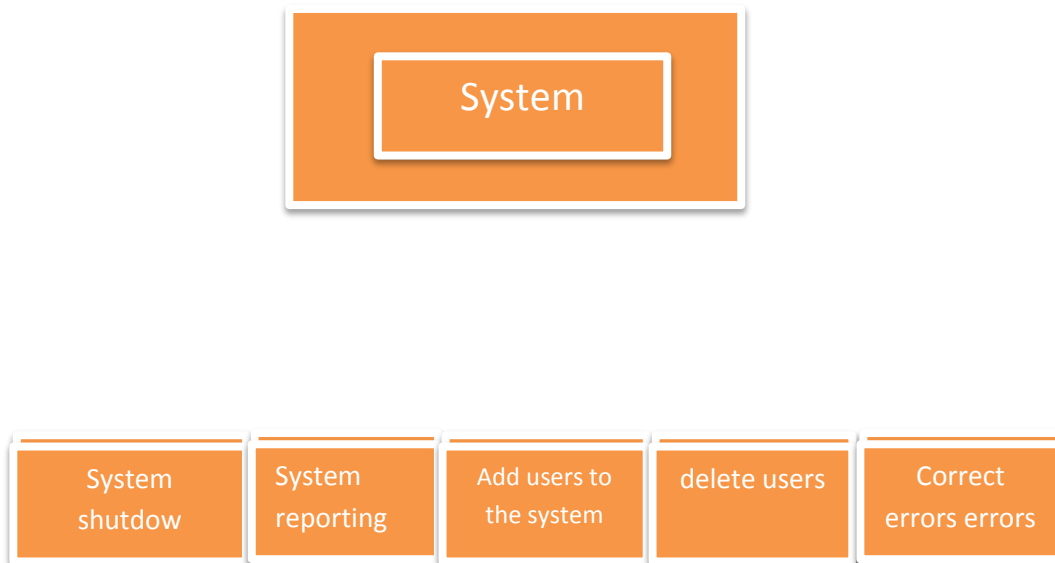 System
System
shutdow
System
reporting
Add users to
the system
delete users
Correct
errors errors